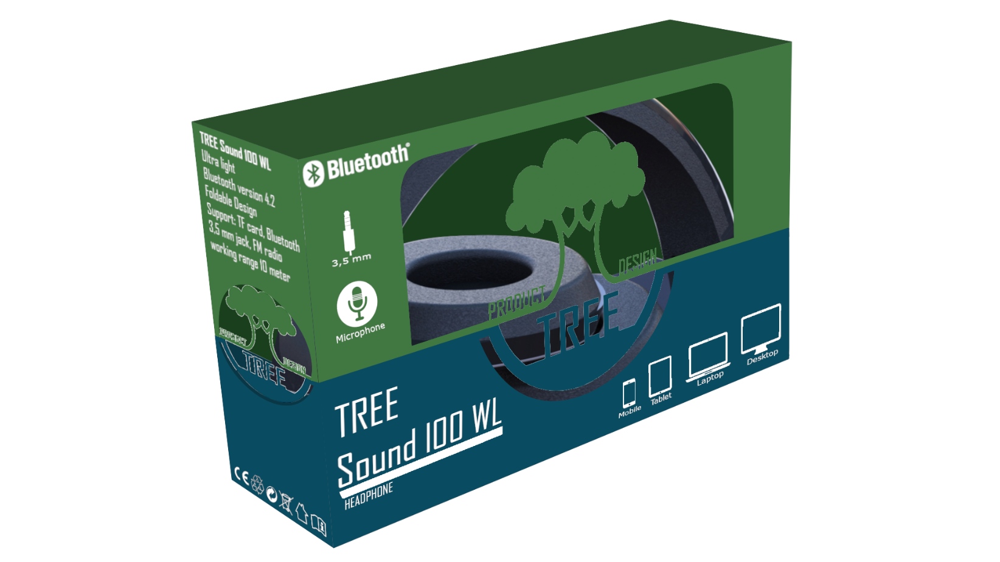 TREE Sound 100 WL
Ultra light
Bluetooth version 4.2
Foldable Design
Support: TF card, Bluetooth
3,5 mm jack, FM radio
working range 10 meter
PRODUCT
DESIGN
TREE
CE
Bluetooth®
3,5 mm
Microphone
PRODUCT
DESIGN
TREE
TREE
Sound 100 WL
HEADPHONE
Mobile
Tablet
Laptop
Desktop